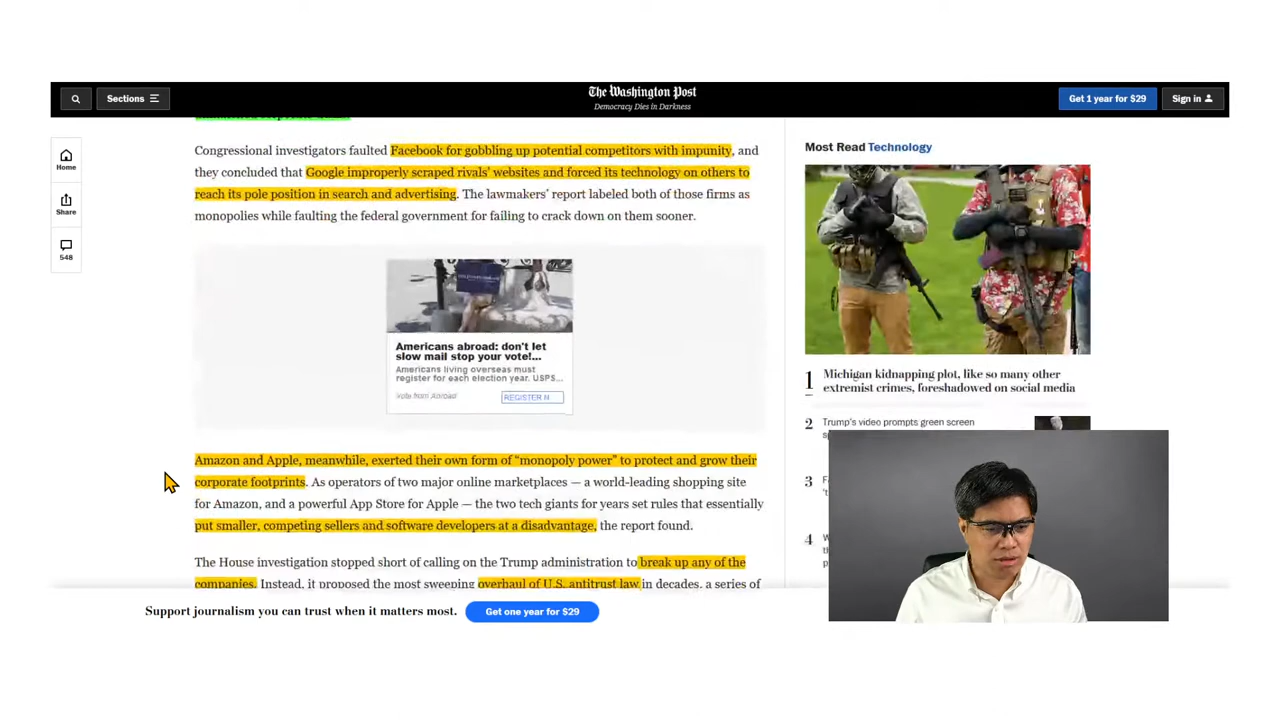 Sections
The Washington Post
Democracy Dies in Darkness
Get 1 year for $29
Sign in
Home
Share
548
Congressional investigators faulted Facebook for gobbling up potential competitors with impunity, and
they concluded that Google improperly scraped rivals' websites and forced its technology on others to
reach its pole position in search and advertising. The lawmakers' report labeled both of those firms as
monopolies while faulting the federal government for failing to crack down on them sooner.
Americans abroad: don't let
slow mail stop your vote!...
Americans living overseas must
register for each election year. USPS...
Vote from Abroad
REGISTER N
Amazon and Apple, meanwhile, exerted their own form of “monopoly power” to protect and grow their
corporate footprints. As operators of two major online marketplaces — a world-leading shopping site
for Amazon, and a powerful App Store for Apple — the two tech giants for years set rules that essentially
put smaller, competing sellers and software developers at a disadvantage, the report found.
The House investigation stopped short of calling on the Trump administration to break up any of the
companies. Instead, it proposed the most sweeping overhaul of U.S. antitrust law in decades, a series of
Most Read Technology
1
Michigan kidnapping plot, like so many other
extremist crimes, foreshadowed on social media
2
Trump's video prompts green screen
3
4
Support journalism you can trust when it matters most.
Get one year for $29